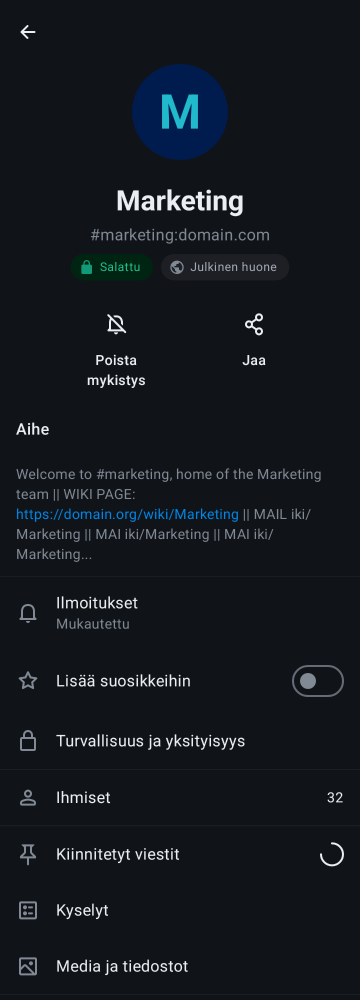 M
Marketing
#marketing:domain.com
Salattu
Julkinen huone
Poista
mykistys
Jaa
Aihe
Welcome to #marketing, home of the Marketing
team || WIKI PAGE:
https://domain.org/wiki/Marketing || MAIL iki/
Marketing || MAI iki/Marketing || MAI iki/
Marketing...
Ilmoitukset
Mukautettu
Lisää suosikkeihin
Turvallisuus ja yksityisyys
Ihmiset 32
Kiinnitetyt viestit
Kyselyt
Media ja tiedostot